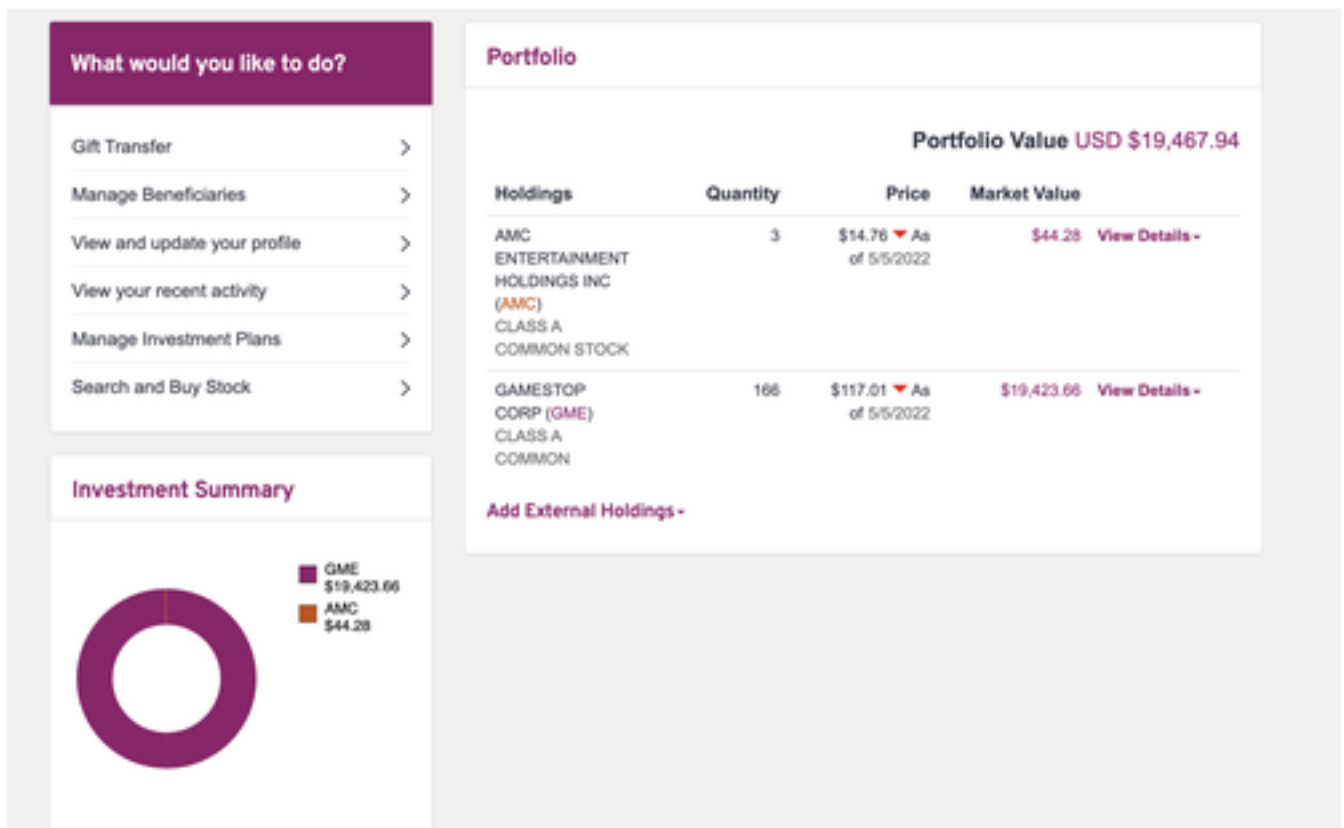 What would you like to do?
Gift Transfer
Manage Beneficiaries
View and update your profile
View your recent activity
Manage Investment Plans
Search and Buy Stock
Investment Summary
GME
$19,423.66
AMC
$44.28
Portfolio
Portfolio Value USD $19,467.94
Holdings Quantity Price Market Value
AMC 3 $14.76 ▼ As $44.28 View Details
ENTERTAINMENT of 5/5/2022
HOLDINGS INC
(AMC)
CLASS A
COMMON STOCK
GAMESTOP 166 $117.01 ▼ As $19,423.66 View Details
CORP (GME) of 5/5/2022
CLASS A
COMMON
Add External Holdings